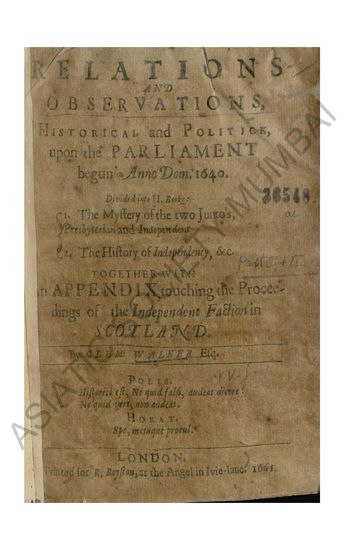 RELATIONS
AND
OBSERVATIONS,
HISTORICAL and POLITICK,
upon the PARLIAMENT
begun Anno Dom. 1640.
Divided into II. Books:
36548
1. The Mystery of the two Junto's,
Presbyterian and Independent
2. The History of Independency, &c.
TOGETHER WITH
an APPENDIX touching the Procee-
dings of the Independent Faction in
SCOTLAND.
By CLEM: WALKER Esq.
POLIB.
Historici est, Ne quid falsi, audeat dicere:
Ne quid veri, non audeat.
HORAT.
Spe, metuque procul.
LONDON,
Printed for R. Royston, at the Angel in Ivie-lane, 1661.
ASIATIC SOCIETY MUMBAI